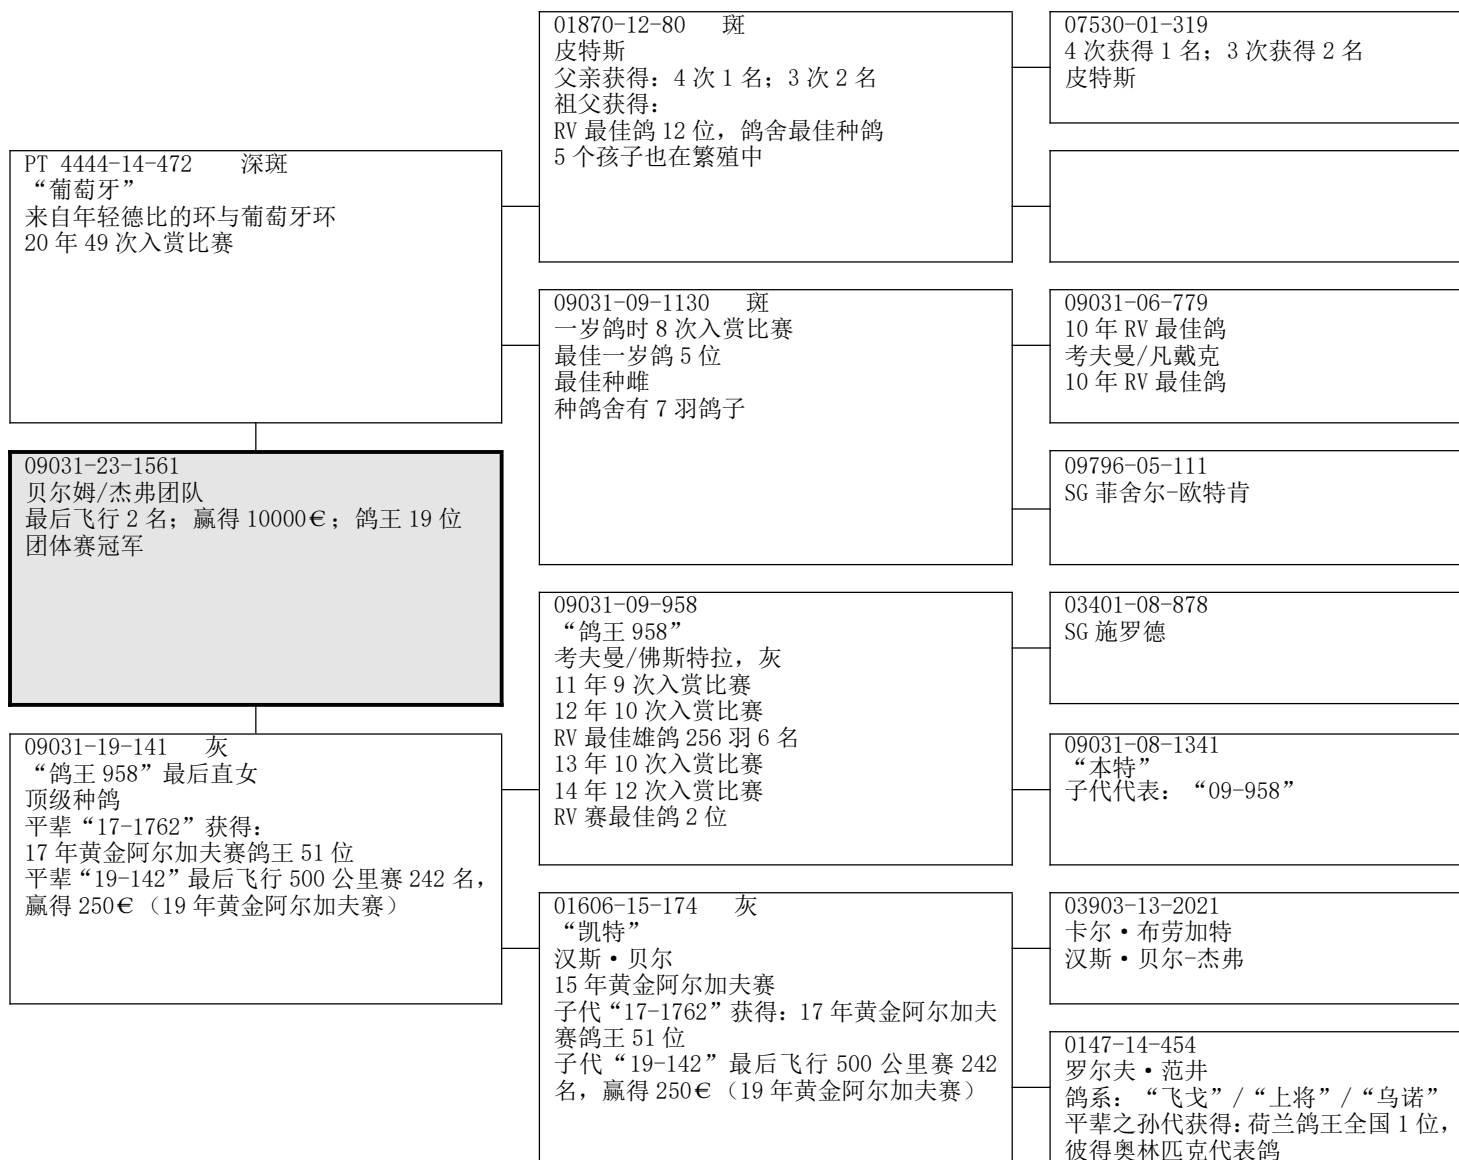 01870-12-80 斑
皮特斯
父亲获得：4 次 1 名；3 次 2 名
祖父获得：
RV 最佳鸽 12 位，鸽舍最佳种鸽
5 个孩子也在繁殖中
07530-01-319
4 次获得 1 名；3 次获得 2 名
皮特斯
PT 4444-14-472 深斑
“葡萄牙”
来自年轻德比的环与葡萄牙环
20 年 49 次入赏比赛
09031-09-1130 斑
一岁鸽时 8 次入赏比赛
最佳一岁鸽 5 位
最佳种雌
种鸽舍有 7 羽鸽子
09031-06-779
10 年 RV 最佳鸽
考夫曼/凡戴克
10 年 RV 最佳鸽
09031-23-1561
贝尔姆/杰弗团队
最后飞行 2 名；赢得 10000€；鸽王 19 位
团体赛冠军
09796-05-111
SG 菲舍尔-欧特肯
09031-09-958
“鸽王 958”
考夫曼/佛斯特拉，灰
11 年 9 次入赏比赛
12 年 10 次入赏比赛
RV 最佳雄鸽 256 羽 6 名
13 年 10 次入赏比赛
14 年 12 次入赏比赛
RV 赛最佳鸽 2 位
03401-08-878
SG 施罗德
09031-19-141 灰
“鸽王 958”最后直女
顶级种鸽
平辈“17-1762”获得：
17 年黄金阿尔加夫赛鸽王 51 位
平辈“19-142”最后飞行 500 公里赛 242 名，
赢得 250€（19 年黄金阿尔加夫赛）
09031-08-1341
“本特”
子代代表：“09-958”
01606-15-174 灰
“凯特”
汉斯·贝尔
15 年黄金阿尔加夫赛
子代“17-1762”获得：17 年黄金阿尔加夫
赛鸽王 51 位
子代“19-142”最后飞行 500 公里赛 242
名，赢得 250€（19 年黄金阿尔加夫赛）
03903-13-2021
卡尔·布劳加特
汉斯·贝尔-杰弗
0147-14-454
罗尔夫·范井
鸽系：“飞戈”/“上将”/“乌诺”
平辈之孙代获得：荷兰鸽王全国 1 位，
彼得奥林匹克代表鸽